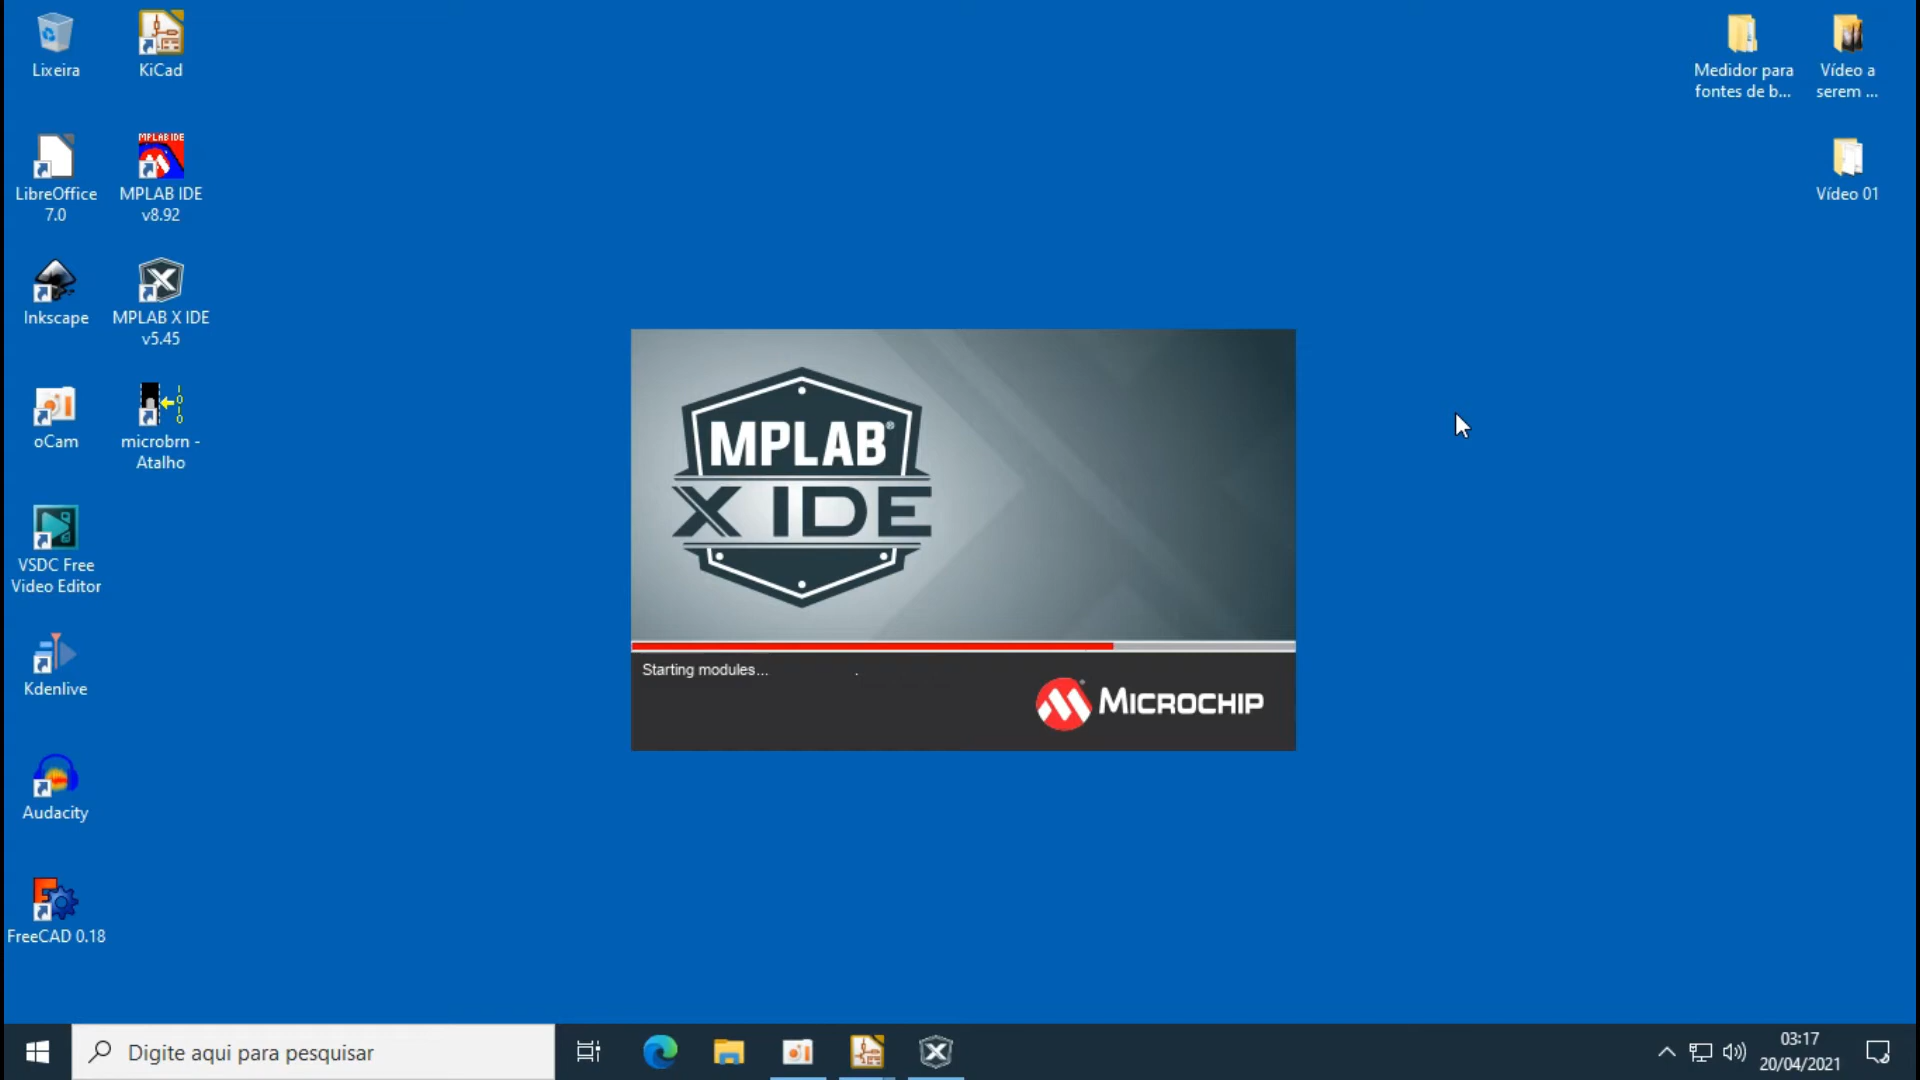 Lixeira
KiCad
LibreOffice
7.0
MPLAB IDE
MPLAB IDE
v8.92
Inkscape
MPLAB X IDE
v5.45
oCam
microbrn -
Atalho
VSDC Free
Video Editor
Kdenlive
Audacity
FreeCAD 0.18
Medidor para
fontes de b...
Vídeo a
serem ...
Vídeo 01
MPLAB®
X IDE
Starting modules...
MICROCHIP
Digite aqui para pesquisar
03:17
20/04/2021